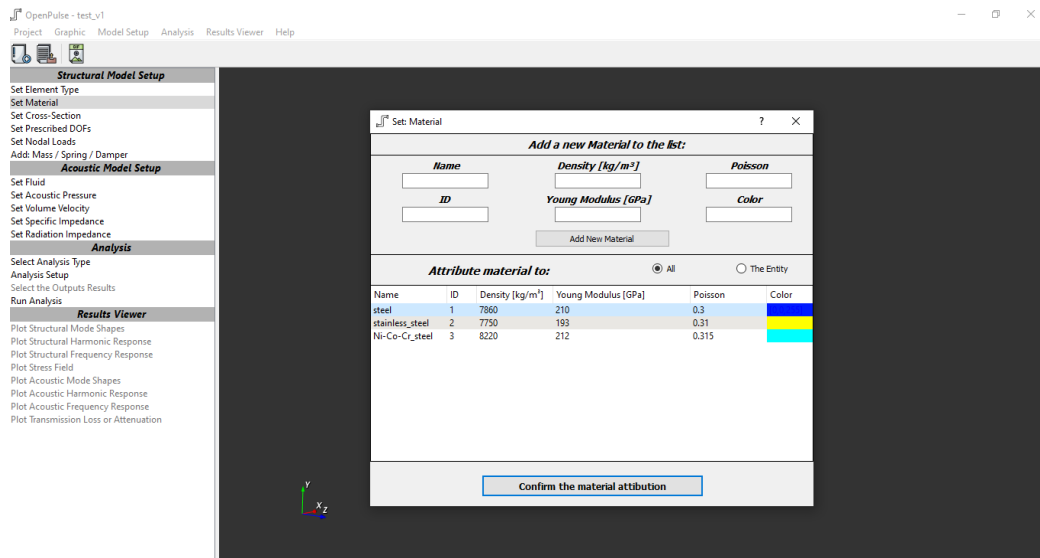 OpenPulse - test_v1
Project Graphic Model Setup Analysis Results Viewer Help
Structural Model Setup
Set Element Type
Set Material
Set Cross-Section
Set Prescribed DOFs
Set Nodal Loads
Add: Mass / Spring / Damper
Acoustic Model Setup
Set Fluid
Set Acoustic Pressure
Set Volume Velocity
Set Specific Impedance
Set Radiation Impedance
Analysis
Select Analysis Type
Analysis Setup
Select the Outputs Results
Run Analysis
Results Viewer
Plot Structural Mode Shapes
Plot Structural Harmonic Response
Plot Structural Frequency Response
Plot Stress Field
Plot Acoustic Mode Shapes
Plot Acoustic Harmonic Response
Plot Acoustic Frequency Response
Plot Transmission Loss or Attenuation
Set: Material ?
Add a new Material to the list:
Name Density [kg/m³] Poisson
ID Young Modulus [GPa] Color
Add New Material
Attribute material to: All The Entity
Name ID Density [kg/m³] Young Modulus [GPa] Poisson Color
steel 1 7860 210 0.3
stainless_steel 2 7750 193 0.31
Ni-Co-Cr_steel 3 8220 212 0.315
Confirm the material attibution
Y
X
Z